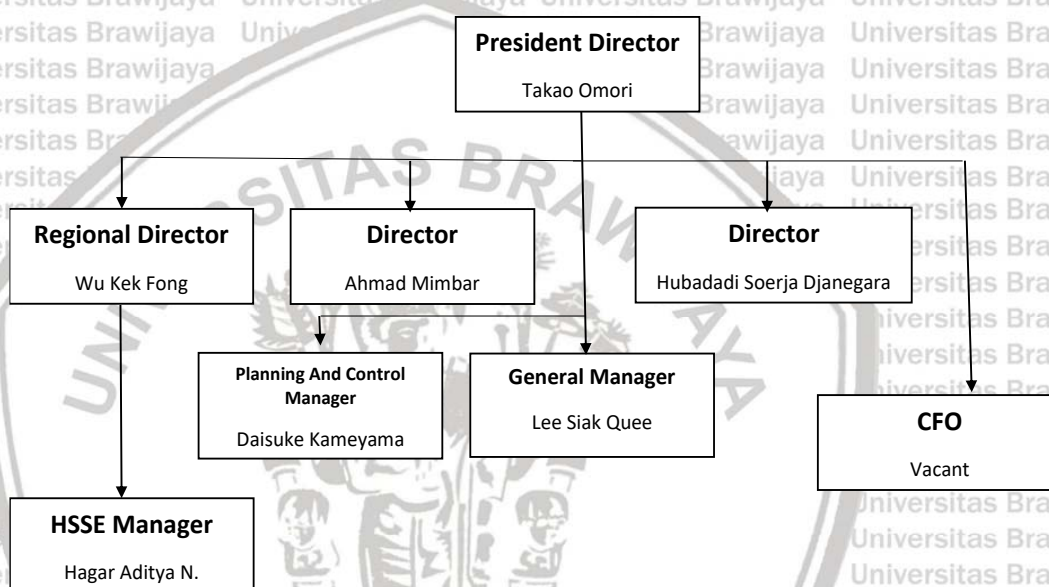 President Director
Takao Omori
Regional Director
Wu Kek Fong
Director
Ahmad Mimbar
Director
Hubadadi Soerja Djanegara
Planning And Control
Manager
Daisuke Kameyama
General Manager
Lee Siak Quee
CFO
Vacant
HSSE Manager
Hagar Aditya N.